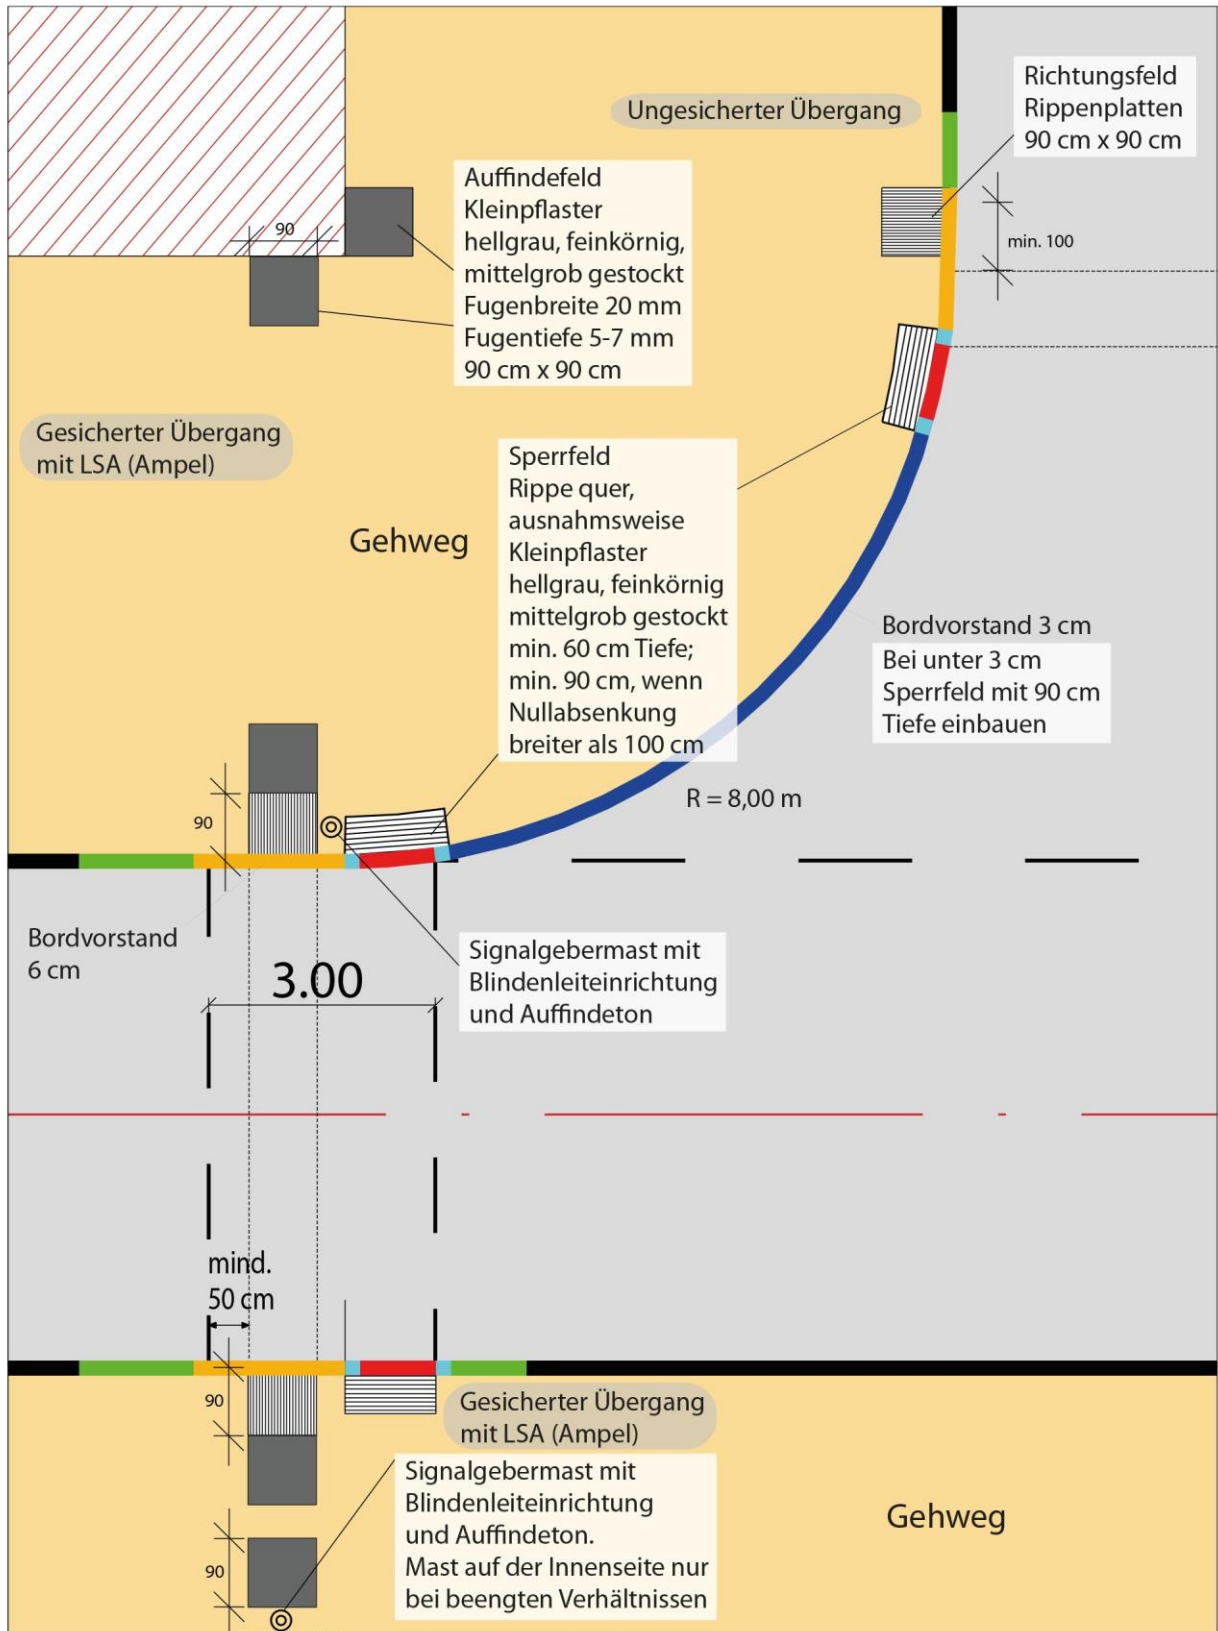 Richtungsfeld
Rippenplatten
90 cm x 90 cm
Ungesicherter Übergang
Auffindefeld
Kleinpflaster
hellgrau, feinkörnig,
mittelgrob gestockt
Fugenbreite 20 mm
Fugentiefe 5-7 mm
90 cm x 90 cm
90
min. 100
Gesicherter Übergang
mit LSA (Ampel)
Sperrfeld
Rippe quer,
ausnahmsweise
Kleinpflaster
hellgrau, feinkörnig
mittelgrob gestockt
min. 60 cm Tiefe;
min. 90 cm, wenn
Nullabsenkung
breiter als 100 cm
Gehweg
Bordvorstand 3 cm
Bei unter 3 cm
Sperrfeld mit 90 cm
Tiefe einbauen
R = 8,00 m
90
Bordvorstand
6 cm
Signalgebermast mit
Blindenleiteinrichtung
und Auffindeton
3.00
mind.
50 cm
90
Gesicherter Übergang
mit LSA (Ampel)
Signalgebermast mit
Blindenleiteinrichtung
und Auffindeton.
Mast auf der Innenseite nur
bei beengten Verhältnissen
Gehweg
90